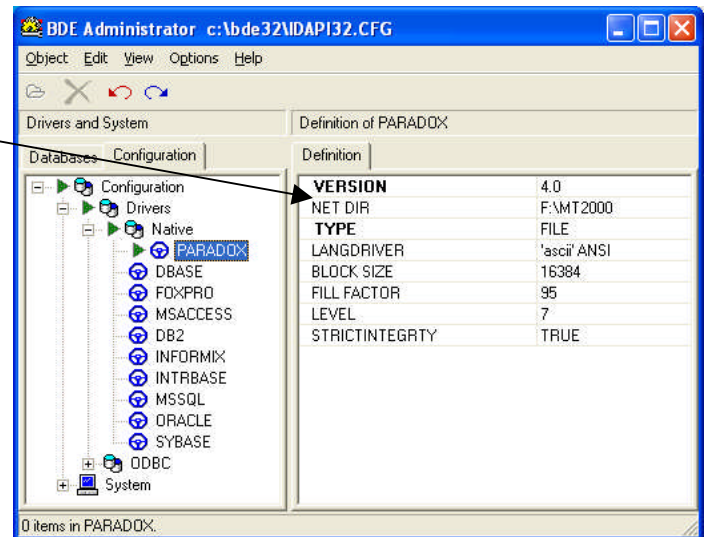 BDE Administrator c:\bde32\IDAPI32.CFG
Object Edit View Options Help
Drivers and System
Definition of PARADOX
Databases Configuration
Definition
Configuration
Drivers
Native
PARADOX
DBASE
FOXPRO
MSACCESS
DB2
INFORMIX
INTRBASE
MSSQL
ORACLE
SYBASE
ODBC
System
VERSION 4.0
NET DIR F:\MT2000
TYPE FILE
LANGDRIVER 'ascii' ANSI
BLOCK SIZE 16384
FILL FACTOR 95
LEVEL 7
STRICTINTEGRTY TRUE
0 items in PARADOX.